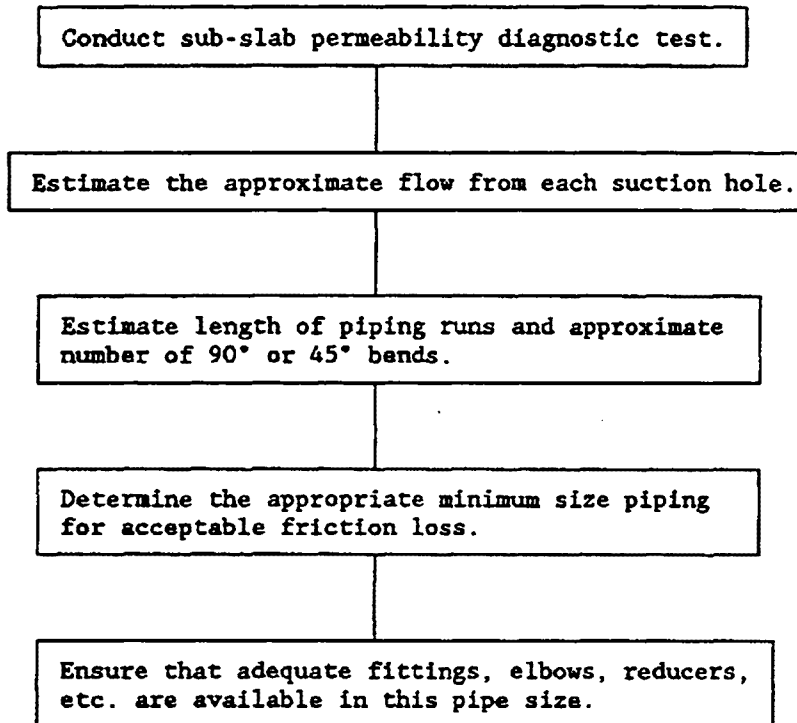 Conduct sub-slab permeability diagnostic test.
Estimate the approximate flow from each suction hole.
Estimate length of piping runs and approximate
number of 90° or 45° bends.
Determine the appropriate minimum size piping
for acceptable friction loss.
Ensure that adequate fittings, elbows, reducers,
etc. are available in this pipe size.